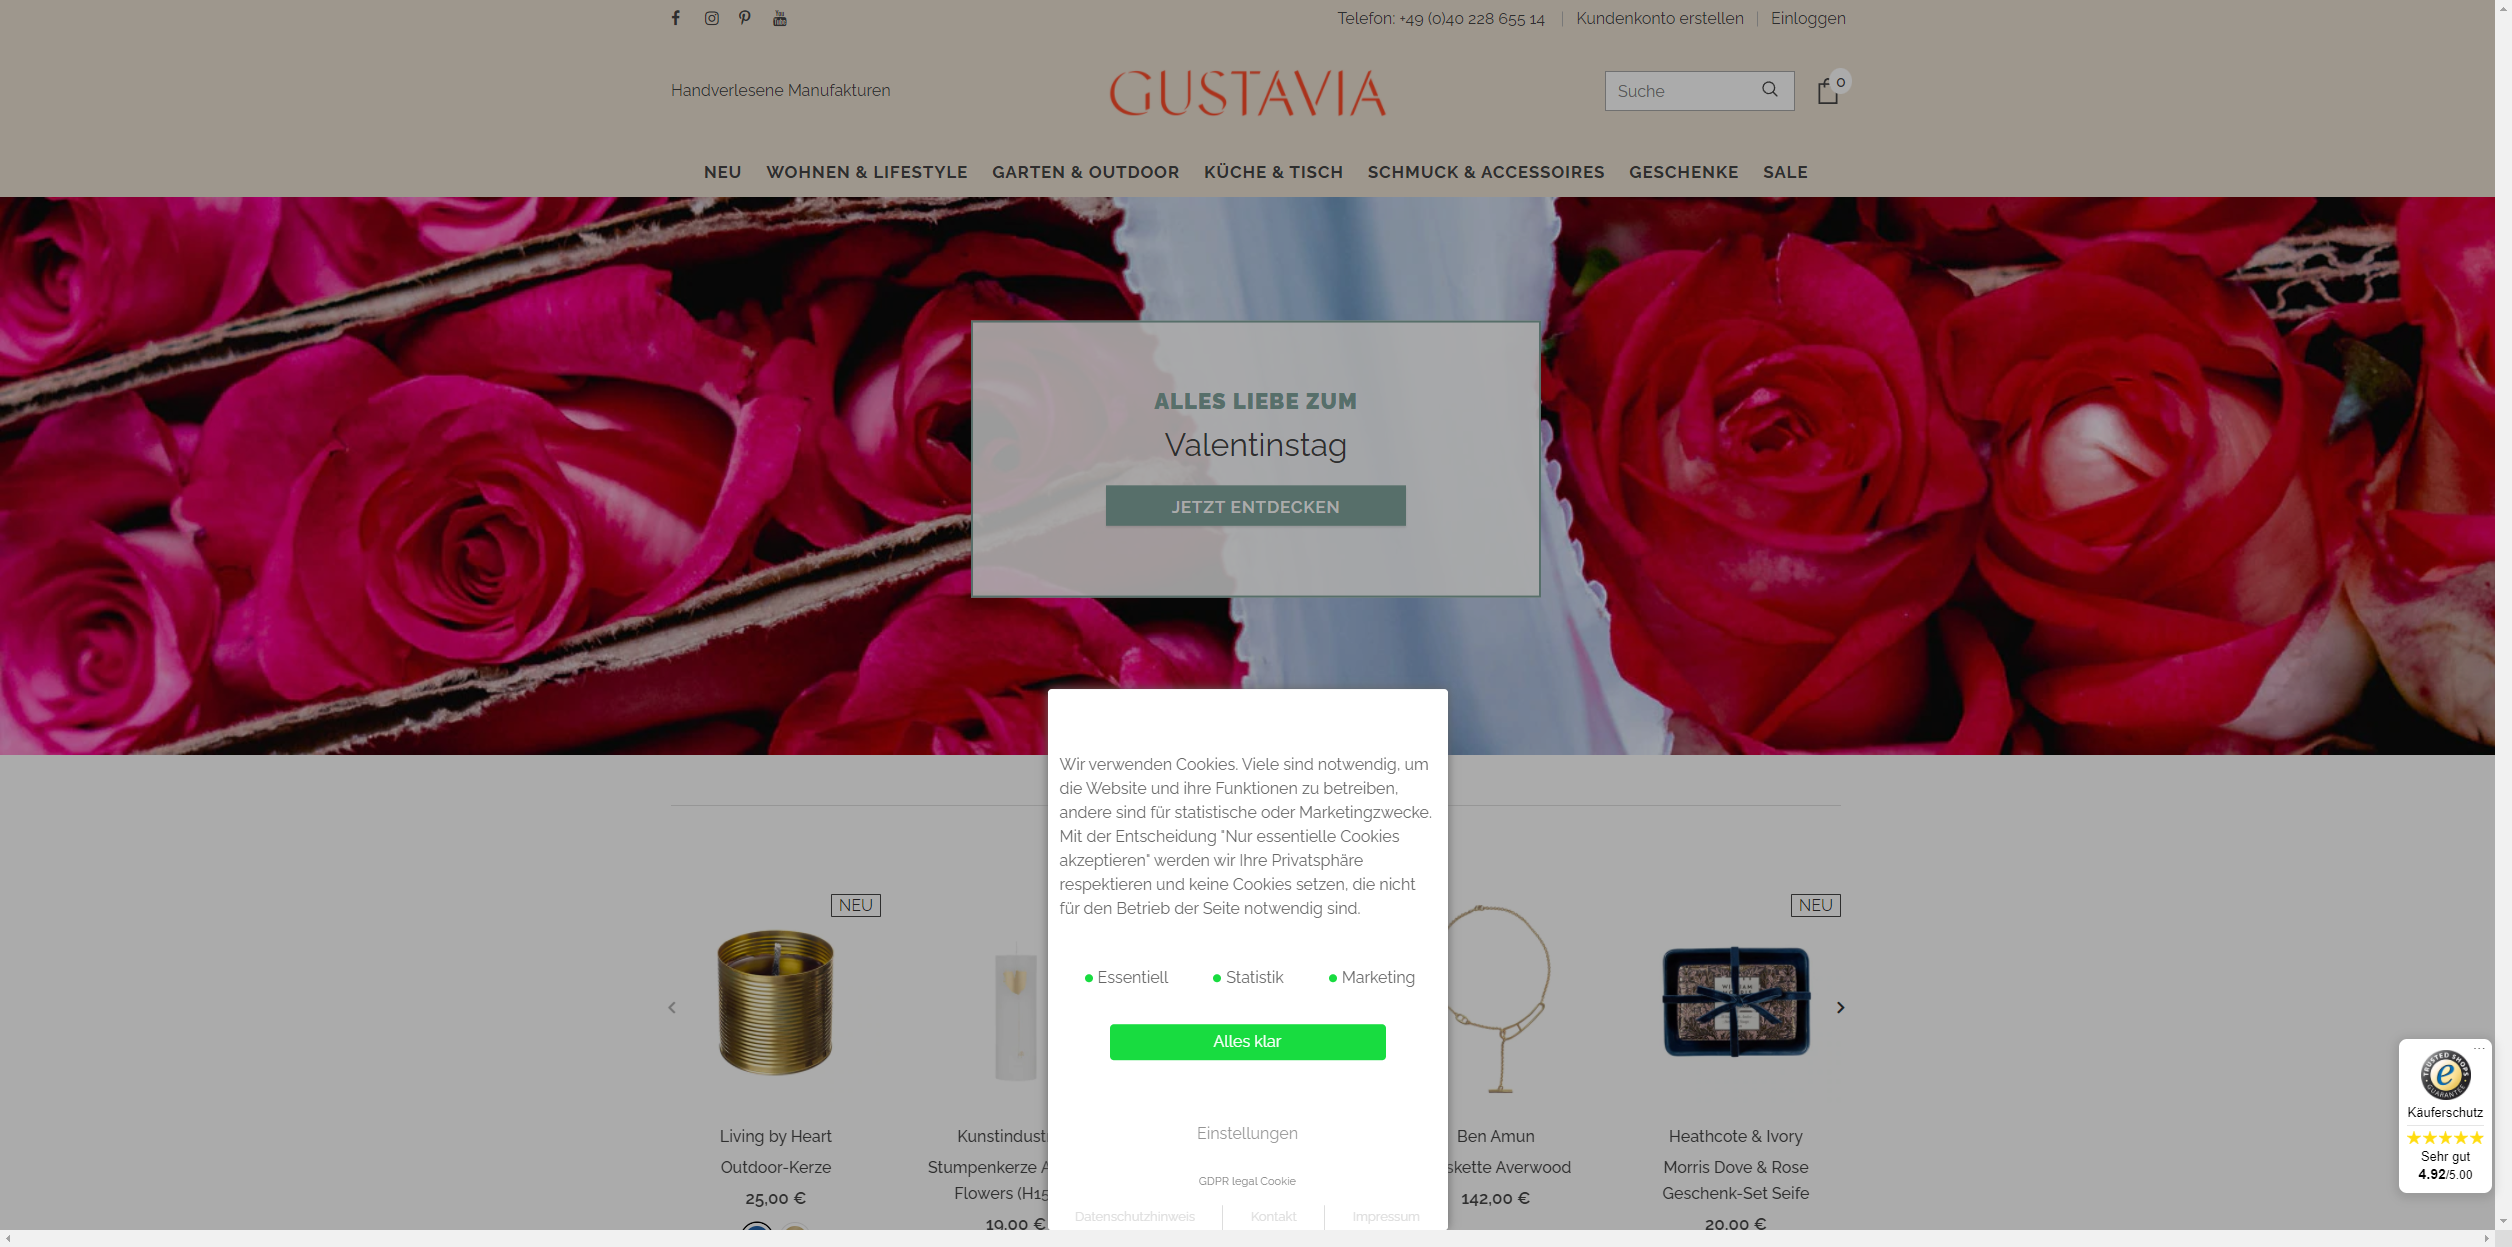 Telefon: +49 (0)40 228 655 14
Kundenkonto erstellen
Einloggen
Handverlesene Manufakturen
GUSTAVIA
Suche
0
NEU
WOHNEN & LIFESTYLE
GARTEN & OUTDOOR
KÜCHE & TISCH
SCHMUCK & ACCESSOIRES
GESCHENKE
SALE
ALLES LIEBE ZUM
Valentinstag
JETZT ENTDECKEN
Wir verwenden Cookies. Viele sind notwendig, um
die Website und ihre Funktionen zu betreiben,
andere sind für statistische oder Marketingzwecke.
Mit der Entscheidung "Nur essentielle Cookies
akzeptieren" werden wir Ihre Privatsphäre
respektieren und keine Cookies setzen, die nicht
für den Betrieb der Seite notwendig sind.
Essentiell
Statistik
Marketing
Alles klar
Einstellungen
GDPR legal Cookie
Datenschutzhinweis
Kontakt
Impressum
NEU
Living by Heart
Outdoor-Kerze
25,00 €
Kunstindust
Stumpenkerze A
Flowers (H15
19,00 €
Ben Amun
skette Averwood
142,00 €
NEU
Heathcote & Ivory
Morris Dove & Rose
Geschenk-Set Seife
20,00 €
TRUSTED SHOPS
GUARANTEE
Käuferschutz
Sehr gut
4.92/5.00